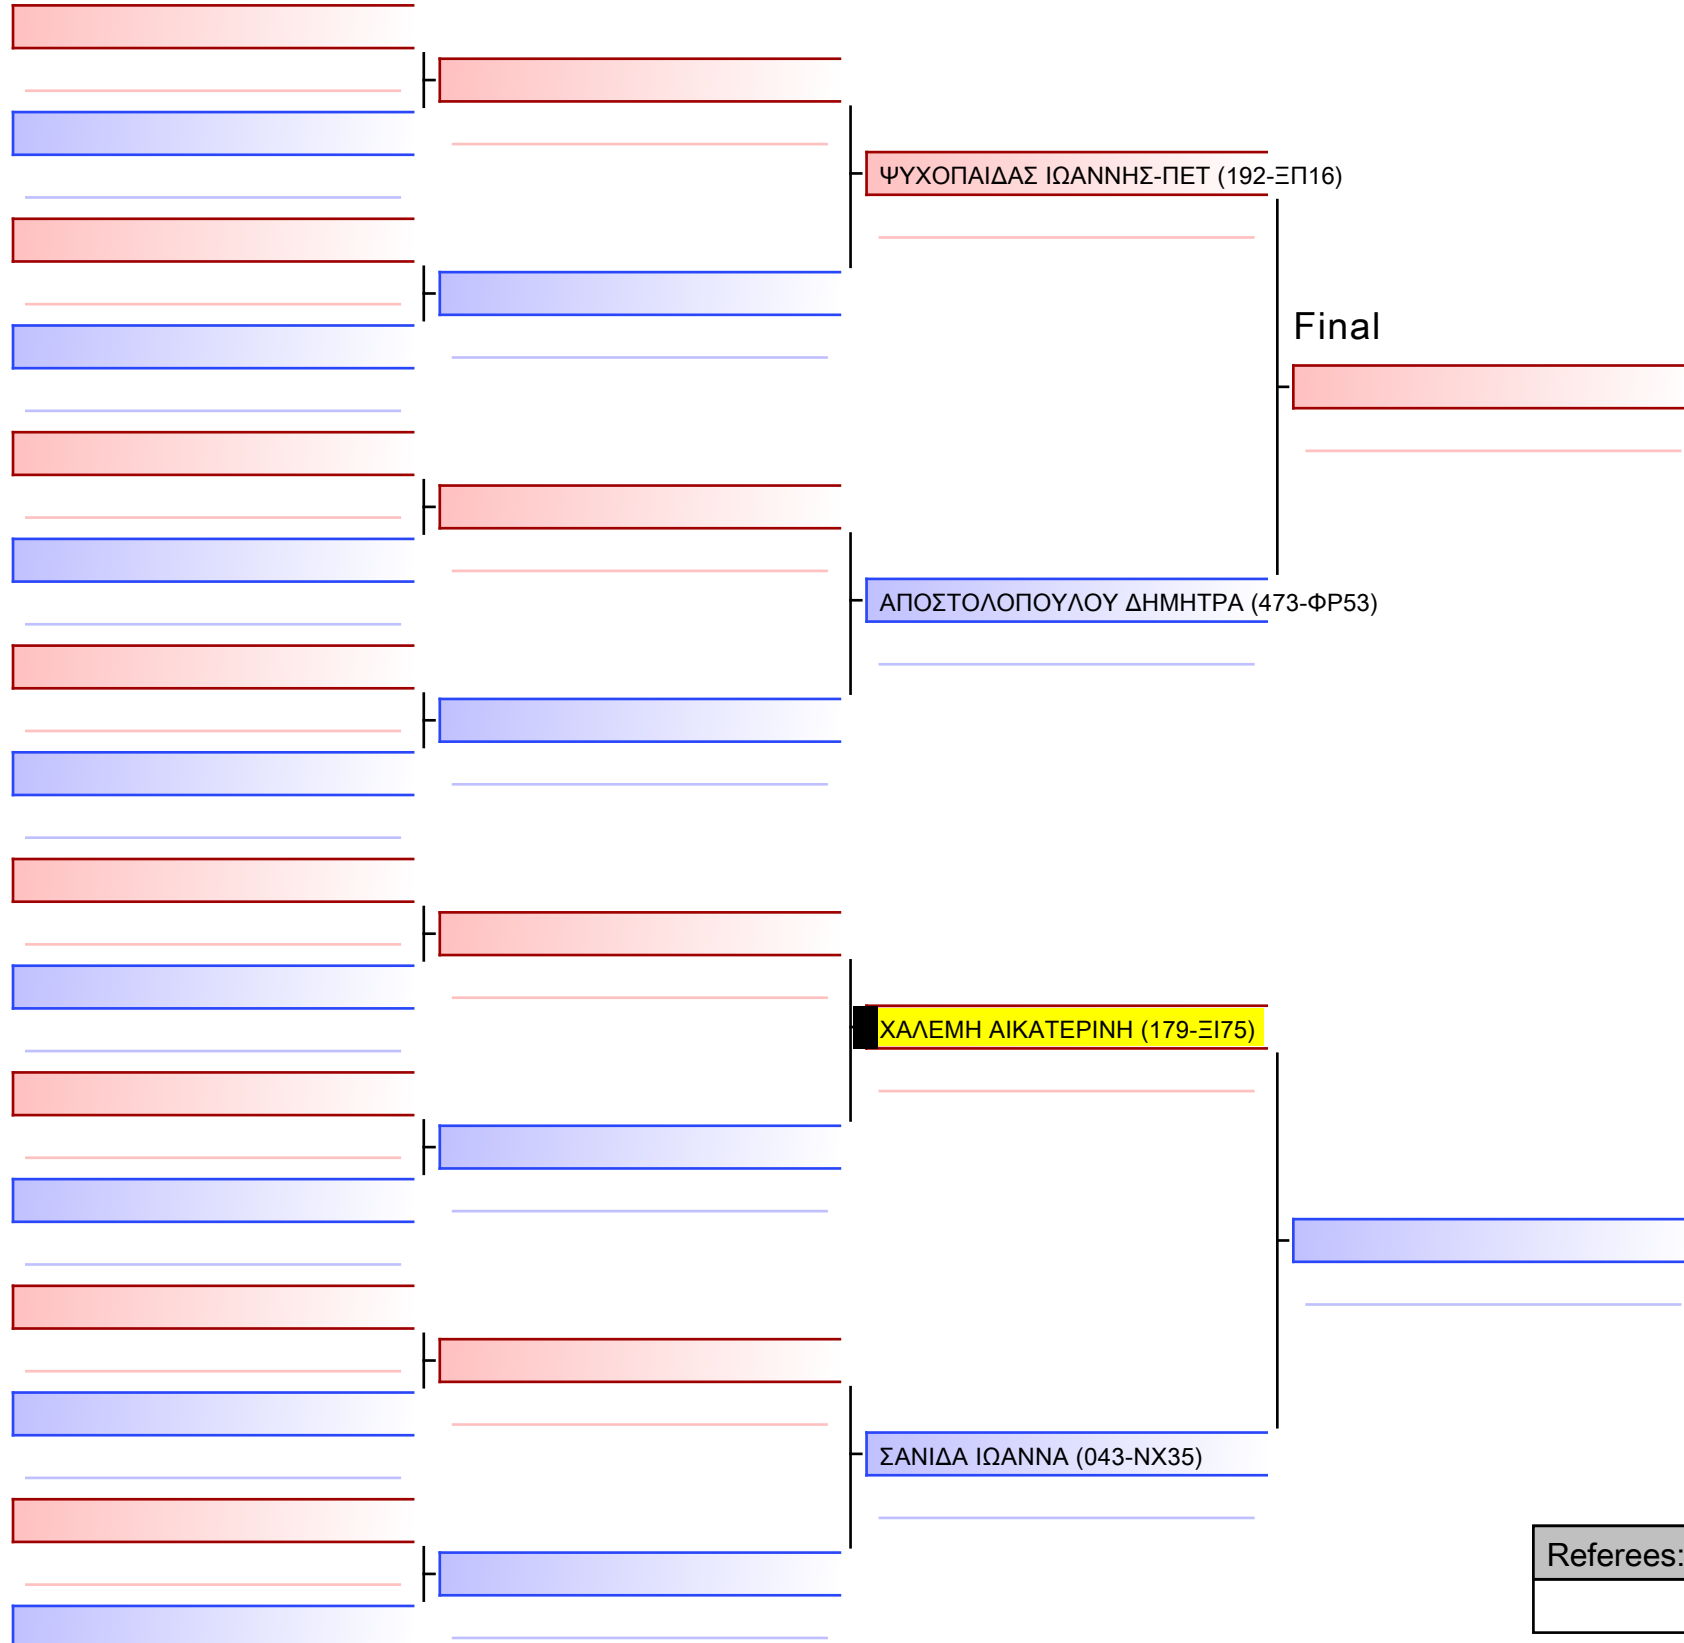 ΨΥΧΟΠΑΙΔΑΣ ΙΩΑΝΝΗΣ-ΠΕΤ (192-ΞΠ16)
Final
ΑΠΟΣΤΟΛΟΠΟΥΛΟΥ ΔΗΜΗΤΡΑ (473-ΦΡ53)
ΧΑΛΕΜΗ ΑΙΚΑΤΕΡΙΝΗ (179-ΞΙ75)
ΣΑΝΙΔΑ ΙΩΑΝΝΑ (043-ΝΧ35)
Referees: